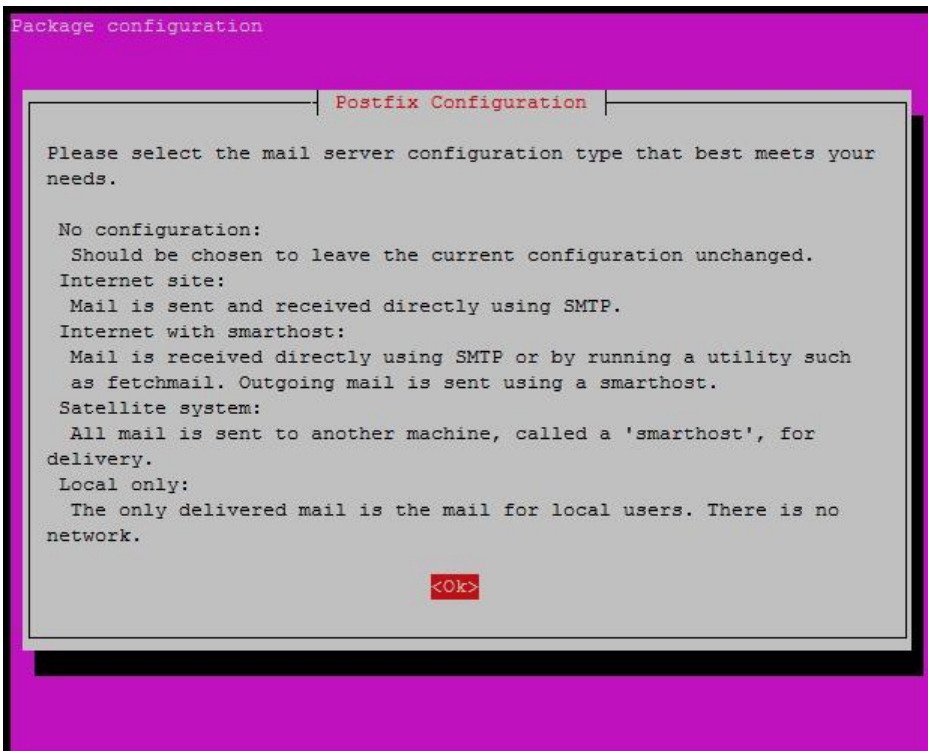 Package configuration
Postfix Configuration
Please select the mail server configuration type that best meets your
needs.
No configuration:
Should be chosen to leave the current configuration unchanged.
Internet site:
Mail is sent and received directly using SMTP.
Internet with smarthost:
Mail is received directly using SMTP or by running a utility such
as fetchmail. Outgoing mail is sent using a smarthost.
Satellite system:
All mail is sent to another machine, called a 'smarthost', for
delivery.
Local only:
The only delivered mail is the mail for local users. There is no
network.
<Ok>